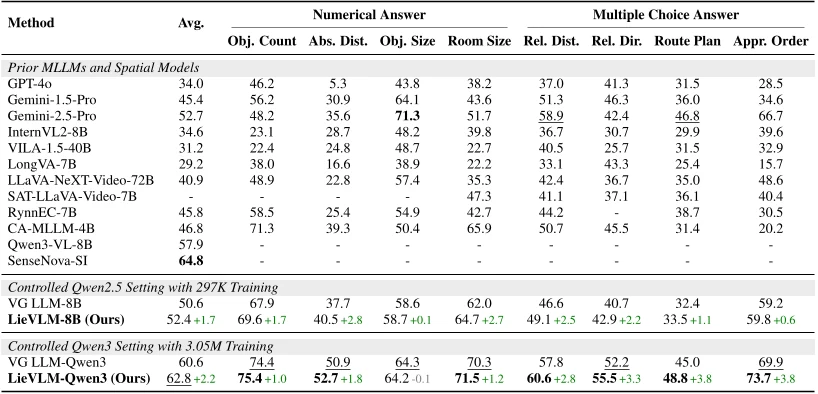 Method Avg. Numerical Answer Multiple Choice Answer
Obj. Count Abs. Dist. Obj. Size Room Size Rel. Dist. Rel. Dir. Route Plan Appr. Order
Prior MLLMs and Spatial Models
GPT-4o 34.0 46.2 5.3 43.8 38.2 37.0 41.3 31.5 28.5
Gemini-1.5-Pro 45.4 56.2 30.9 64.1 43.6 51.3 46.3 36.0 34.6
Gemini-2.5-Pro 52.7 48.2 35.6 71.3 51.7 58.9 42.4 46.8 66.7
InternVL2-8B 34.6 23.1 28.7 48.2 39.8 36.7 30.7 29.9 39.6
VILA-1.5-40B 31.2 22.4 24.8 48.7 22.7 40.5 25.7 31.5 32.9
LongVA-7B 29.2 38.0 16.6 38.9 22.2 33.1 43.3 25.4 15.7
LLaVA-NeXT-Video-72B 40.9 48.9 22.8 57.4 35.3 42.4 36.7 35.0 48.6
SAT-LLaVA-Video-7B - - - - 47.3 41.1 37.1 36.1 40.4
RynnEC-7B 45.8 58.5 25.4 54.9 42.7 44.2 - 38.7 30.5
CA-MLLM-4B 46.8 71.3 39.3 50.4 65.9 50.7 45.5 31.4 20.2
Qwen3-VL-8B 57.9 - - - - - - - -
SenseNova-SI 64.8 - - - - - - - -
Controlled Qwen2.5 Setting with 297K Training
VG LLM-8B 50.6 67.9 37.7 58.6 62.0 46.6 40.7 32.4 59.2
LieVLM-8B (Ours) 52.4 +1.7 69.6 +1.7 40.5 +2.8 58.7 +0.1 64.7 +2.7 49.1 +2.5 42.9 +2.2 33.5 +1.1 59.8 +0.6
Controlled Qwen3 Setting with 3.05M Training
VG LLM-Qwen3 60.6 74.4 50.9 64.3 70.3 57.8 52.2 45.0 69.9
LieVLM-Qwen3 (Ours) 62.8 +2.2 75.4 +1.0 52.7 +1.8 64.2 -0.1 71.5 +1.2 60.6 +2.8 55.5 +3.3 48.8 +3.8 73.7 +3.8